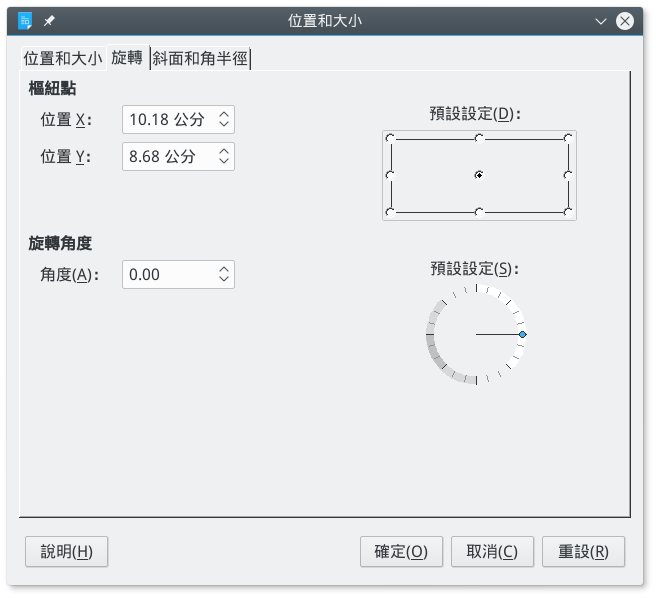 位置和大小
位置和大小 旋轉 斜面和角半徑
樞紐點
位置 X: 10.18 公分
位置 Y: 8.68 公分
預設設定(D):
旋轉角度
角度(A): 0.00
預設設定(S):
說明(H) 確定(O) 取消(C) 重設(R)